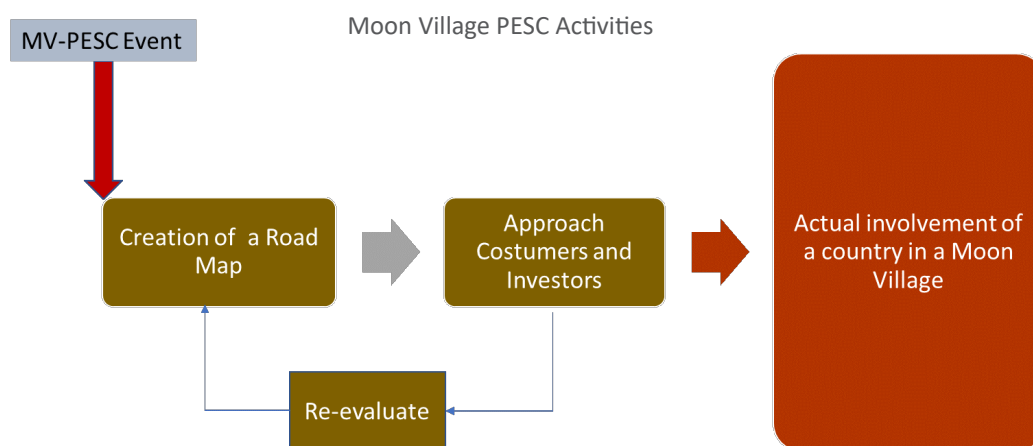 Moon Village PESC Activities
MV-PESC Event
Creation of a Road
Map
Approach
Costumers and
Investors
Actual involvement of
a country in a Moon
Village
Re-evaluate